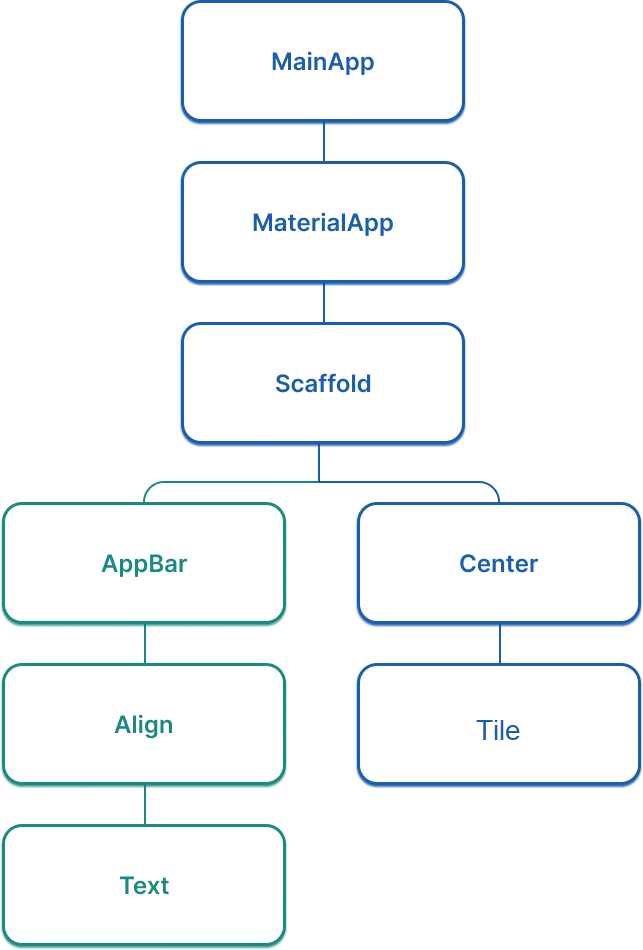 MainApp
MaterialApp
Scaffold
AppBar
Center
Align
Tile
Text